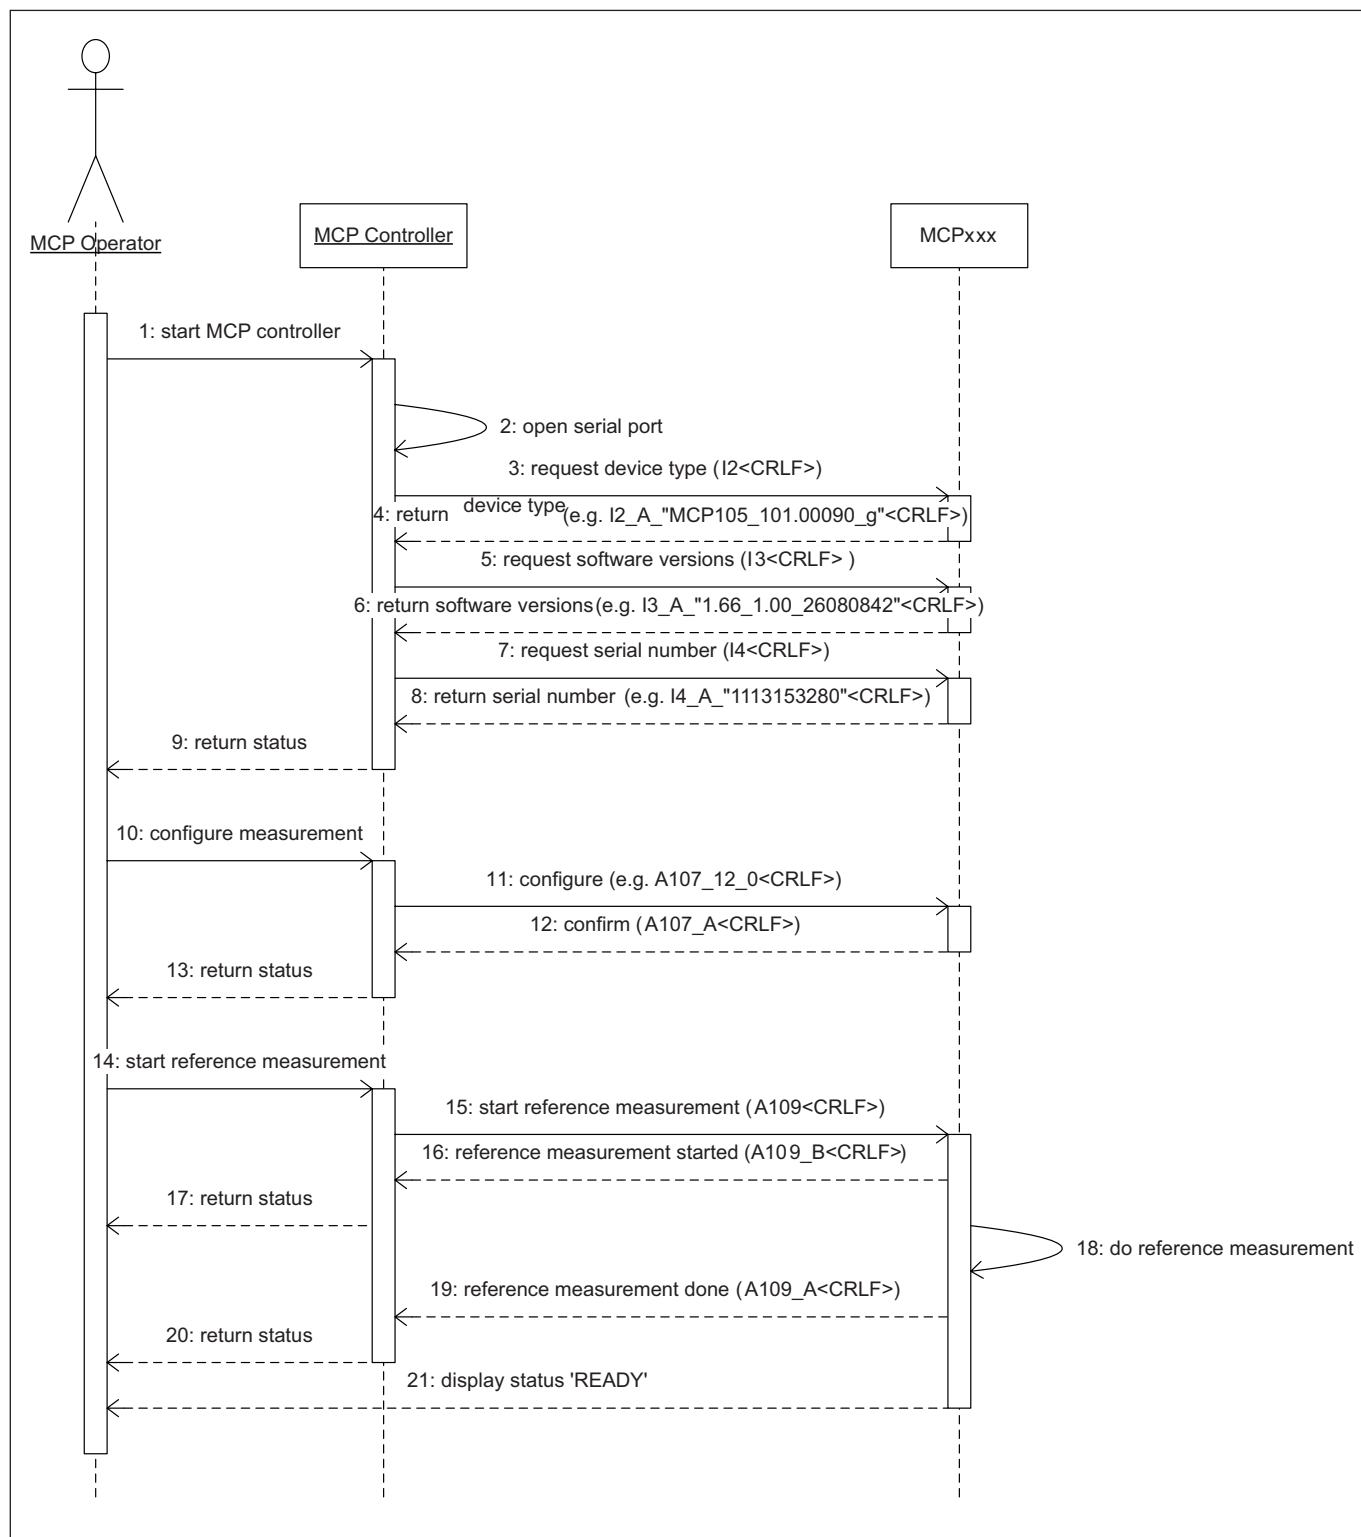 MCP Operator
MCP Controller
MCPxxx
1: start MCP controller
2: open serial port
3: request device type (I2<CRLF>)
4: return device type (e.g. I2_A_"MCP105_101.00090_g"<CRLF>)
5: request software versions (I3<CRLF> )
6: return software versions (e.g. I3_A_"1.66_1.00_26080842"<CRLF>)
7: request serial number (I4<CRLF>)
8: return serial number (e.g. I4_A_"1113153280"<CRLF>)
9: return status
10: configure measurement
11: configure (e.g. A107_12_0<CRLF>)
12: confirm (A107_A<CRLF>)
13: return status
14: start reference measurement
15: start reference measurement (A109<CRLF>)
16: reference measurement started (A109_B<CRLF>)
17: return status
18: do reference measurement
19: reference measurement done (A109_A<CRLF>)
20: return status
21: display status 'READY'